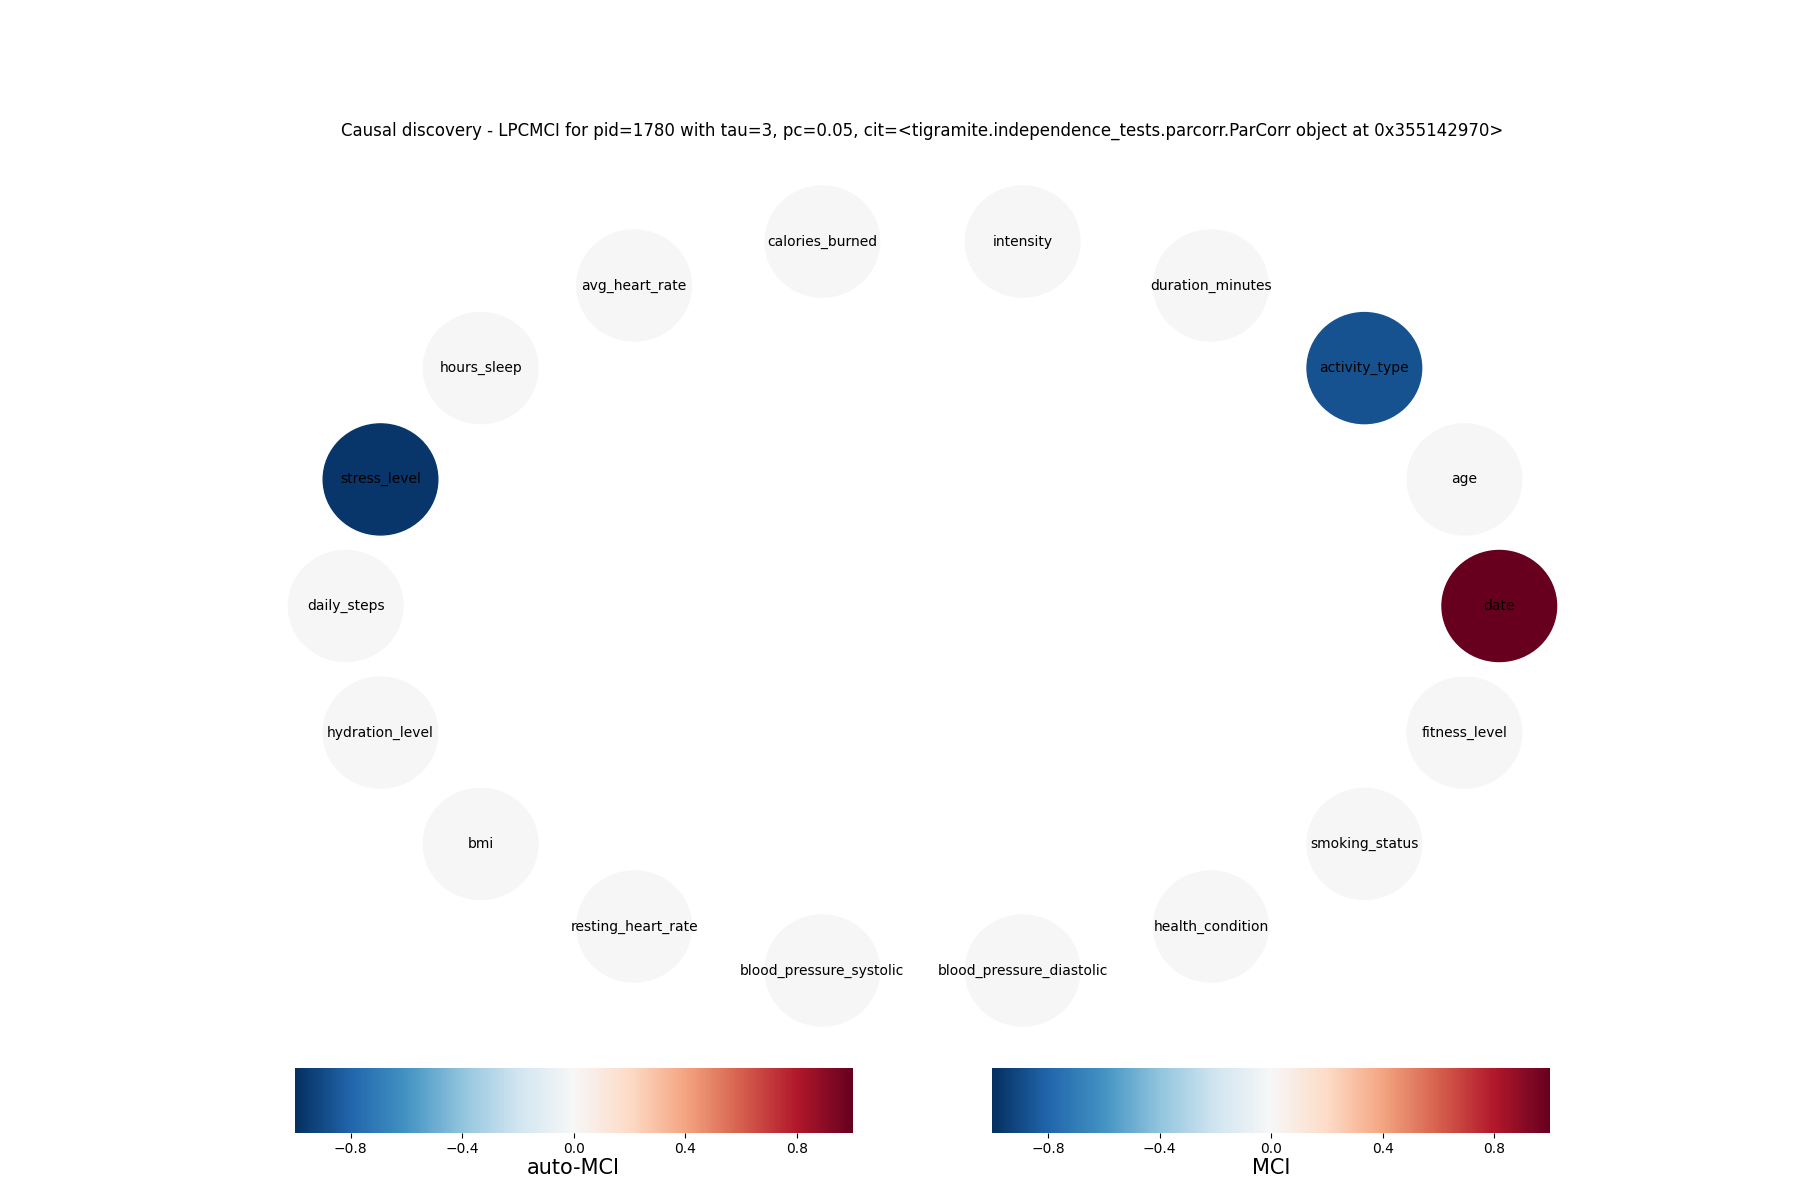 Causal discovery - LPCMCI for pid=1780 with tau=3, pc=0.05, cit=<tigramite.independence_tests.parcorr.ParCorr object at 0x355142970>
calories_burned
intensity
avg_heart_rate
duration_minutes
hours_sleep
activity_type
stress_level
age
daily_steps
date
hydration_level
fitness_level
bmi
smoking_status
resting_heart_rate
health_condition
blood_pressure_systolic
blood_pressure_diastolic
−0.8 −0.4 0.0 0.4 0.8
auto-MCI
−0.8 −0.4 0.0 0.4 0.8
MCI